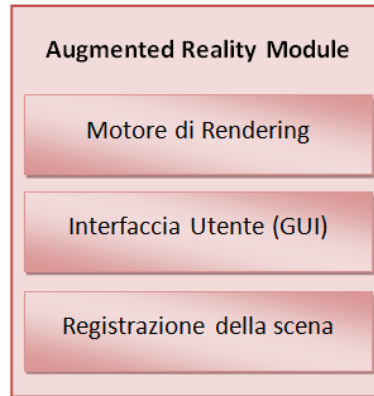 Augmented Reality Module
Motore di Rendering
Interfaccia Utente (GUI)
Registrazione della scena